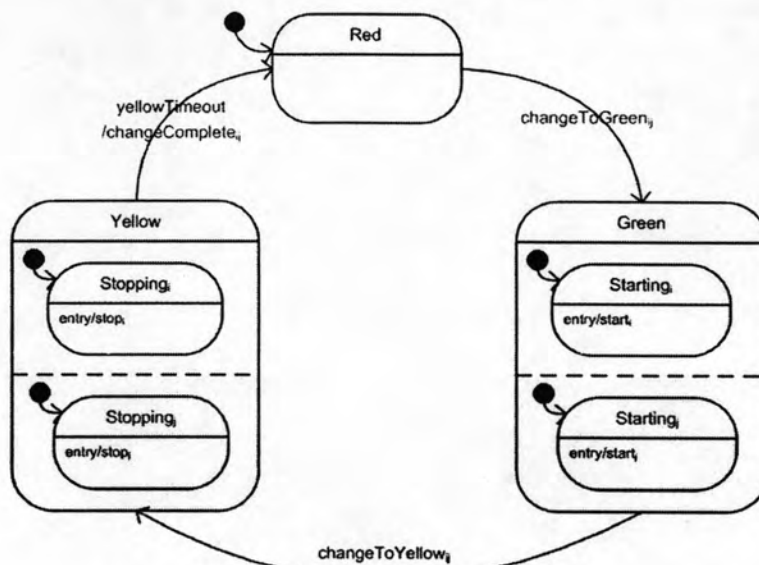 Red
yellowTimeout
/changeComplete_ij
changeToGreen_ij
Yellow
Green
Stopping_i
entry/stop_i
Starting_i
entry/start_i
Stopping_j
entry/stop_j
Starting_j
entry/start_j
changeToYellow_ij